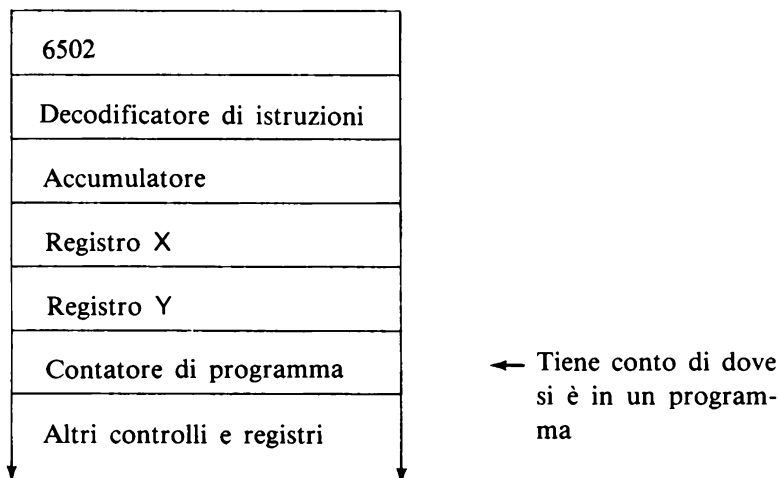 6502
Decodificatore di istruzioni
Accumulatore
Registro X
Registro Y
Contatore di programma
Tiene conto di dove
si è in un program-
ma
Altri controlli e registri